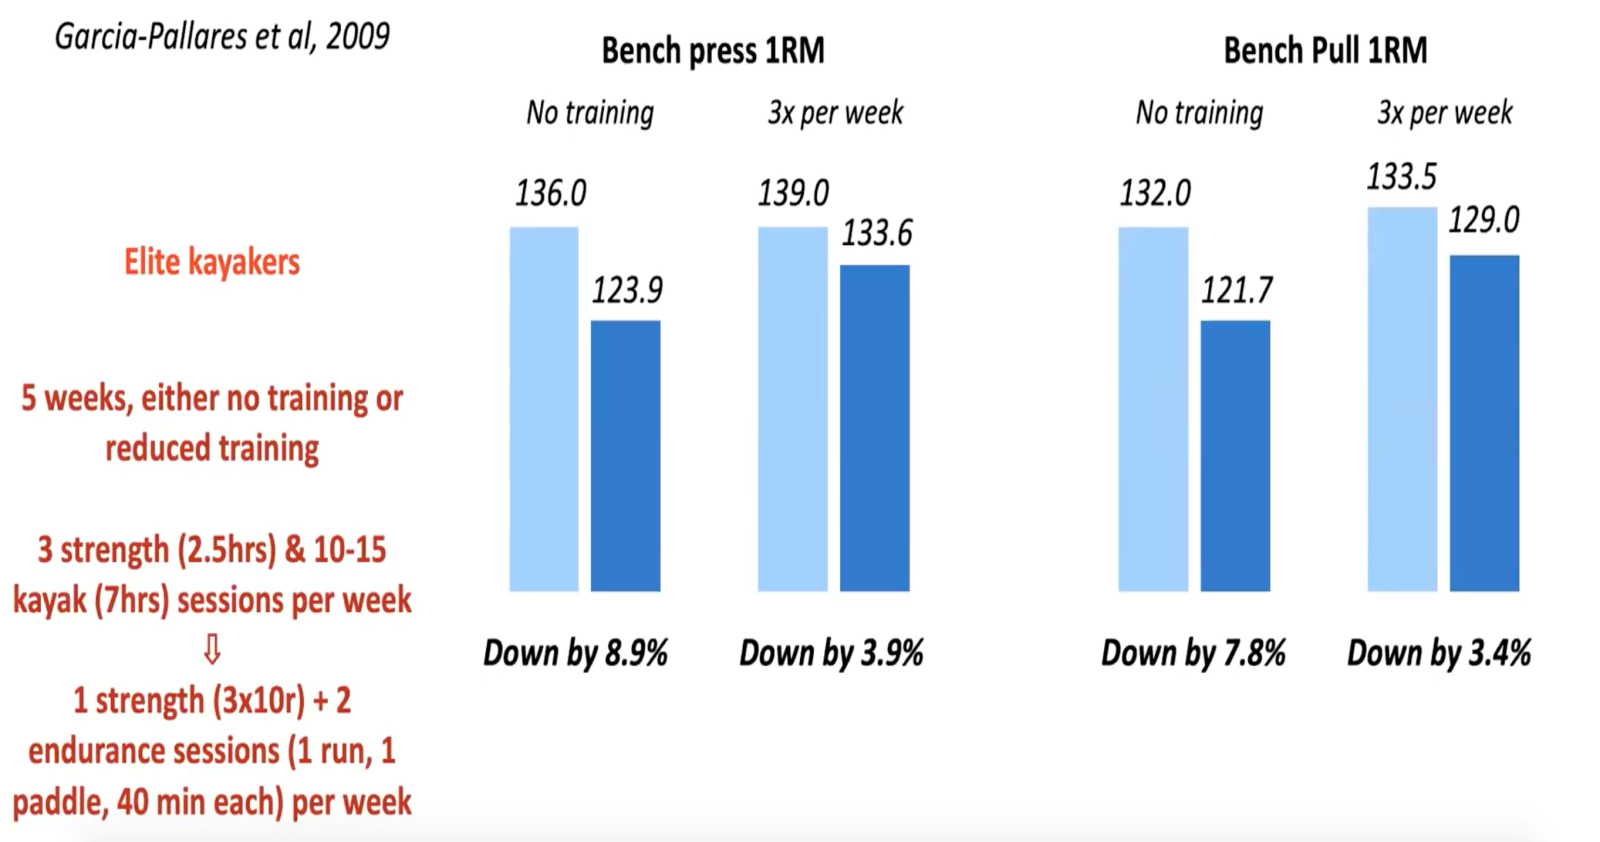 Garcia-Pallares et al, 2009
Elite kayakers
5 weeks, either no training or
reduced training
3 strength (2.5hrs) & 10-15
kayak (7hrs) sessions per week
⇩
1 strength (3x10r) + 2
endurance sessions (1 run, 1
paddle, 40 min each) per week
Bench press 1RM
No training
3x per week
136.0
123.9
139.0
133.6
Down by 8.9%
Down by 3.9%
Bench Pull 1RM
No training
3x per week
132.0
121.7
133.5
129.0
Down by 7.8%
Down by 3.4%